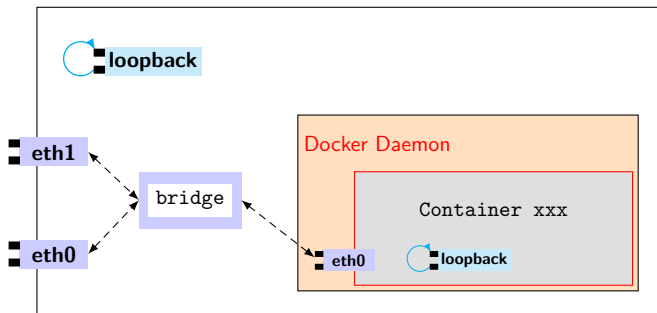 loopback
eth1
Docker Daemon
bridge
Container xxx
eth0
eth0
loopback